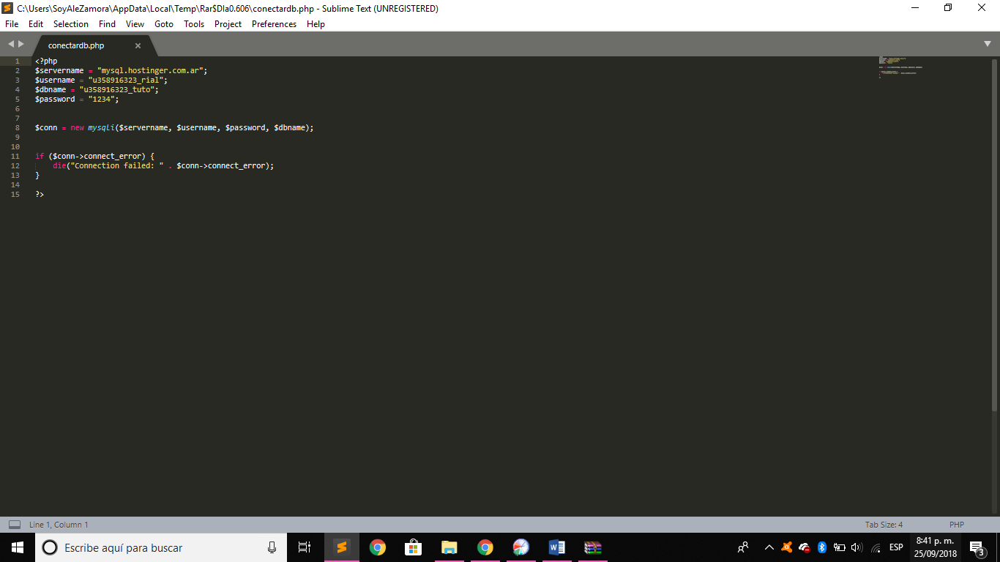 C:\Users\SoyAleZamora\AppData\Local\Temp\Rar$DIa0.606\conectardb.php - Sublime Text (UNREGISTERED)
File Edit Selection Find View Goto Tools Project Preferences Help
conectardb.php
1 <?php
2 $servername = "mysql.hostinger.com.ar";
3 $username = "u358916323_rial";
4 $dbname = "u358916323_tuto";
5 $password = "1234";
6
7
8 $conn = new mysqli($servername, $username, $password, $dbname);
9
10
11 if ($conn->connect_error) {
12     die("Connection failed: " . $conn->connect_error);
13 }
14
15 ?>
Line 1, Column 1 Tab Size: 4 PHP
Escribe aquí para buscar
ESP
8:41 p. m.
25/09/2018
3